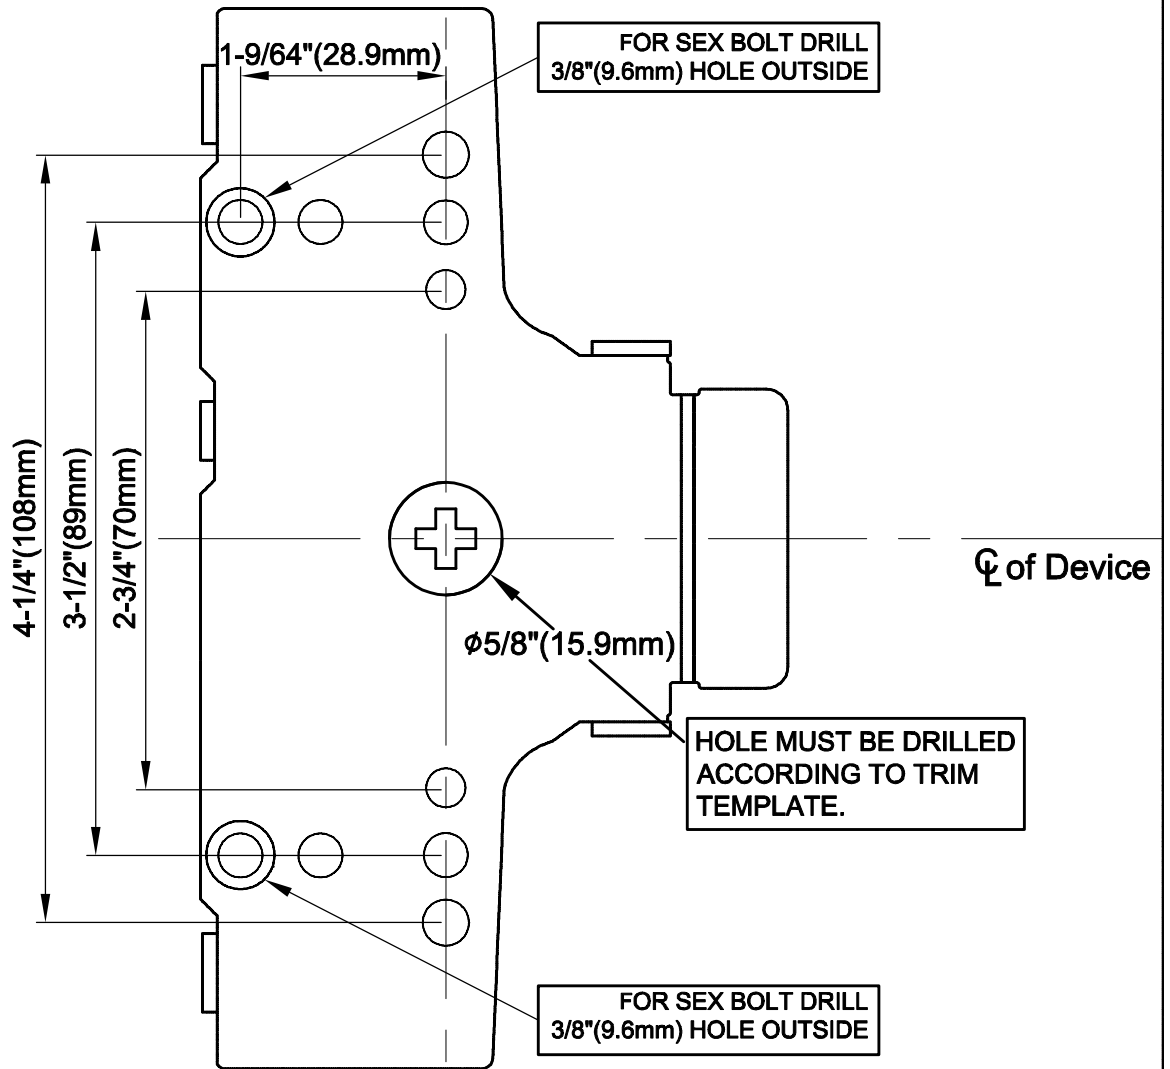 FOR SEX BOLT DRILL
3/8"(9.6mm) HOLE OUTSIDE
1-9/64"(28.9mm)
4-1/4"(108mm)
3-1/2"(89mm)
2-3/4"(70mm)
℄ of Device
ϕ5/8"(15.9mm)
HOLE MUST BE DRILLED
ACCORDING TO TRIM
TEMPLATE.
FOR SEX BOLT DRILL
3/8"(9.6mm) HOLE OUTSIDE